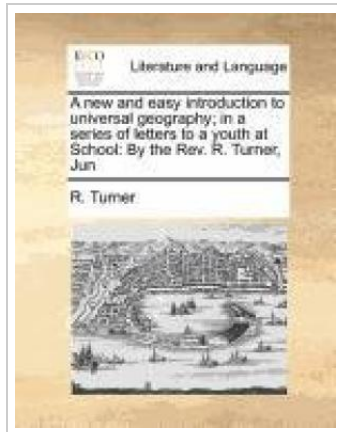 ECCO
Literature and Language
A new and easy introduction to
universal geography; in a
series of letters to a youth at
School: By the Rev. R. Turner,
Jun
R. Turner